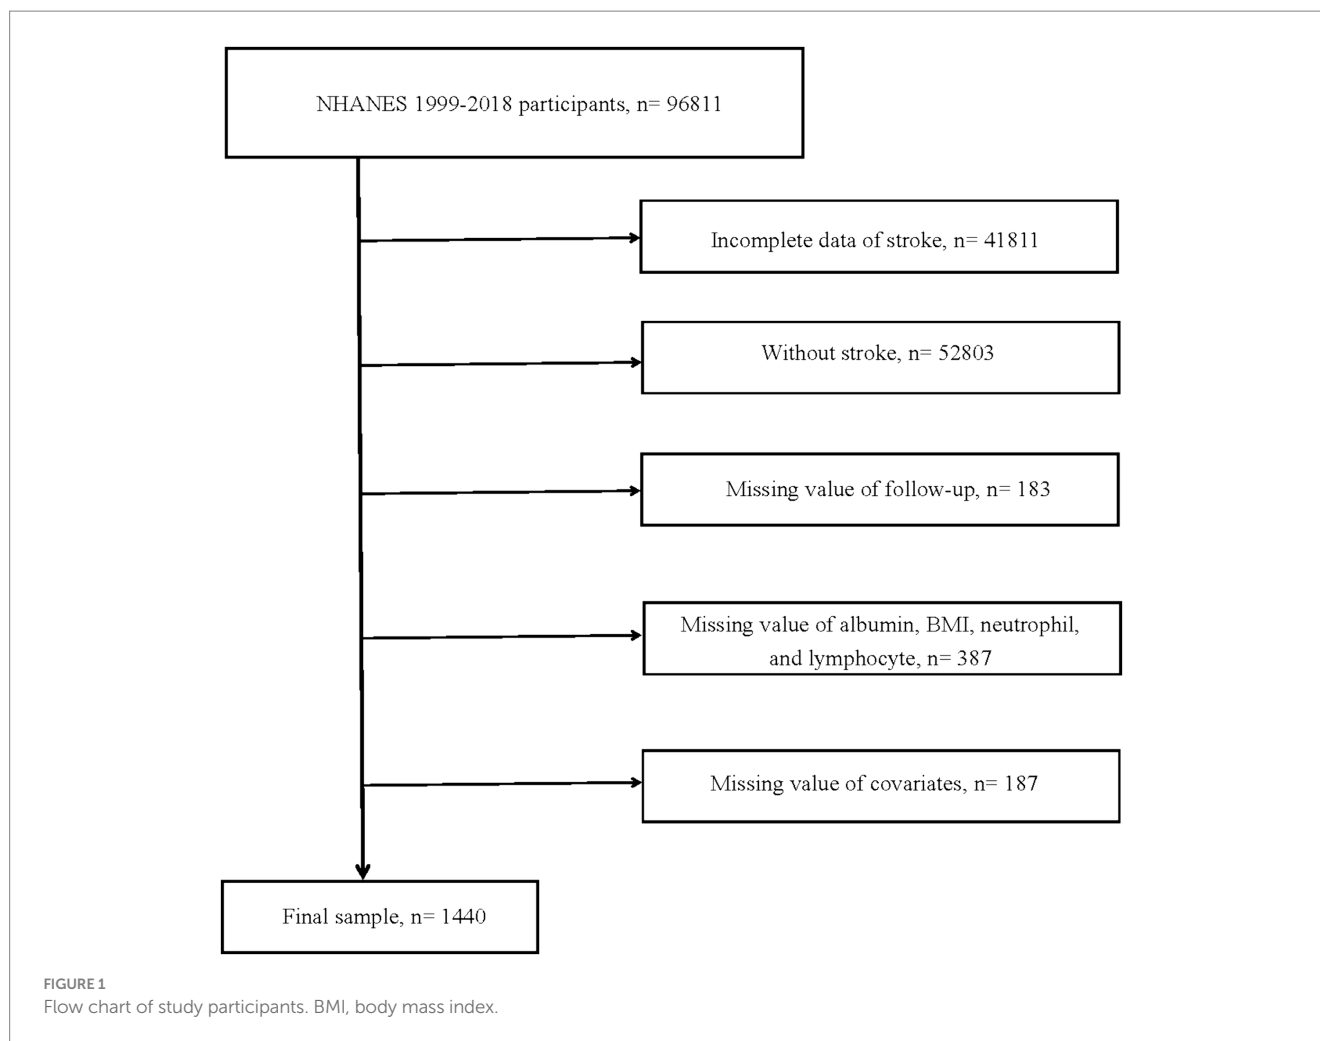 NHANES 1999-2018 participants, n= 96811
Incomplete data of stroke, n= 41811
Without stroke, n= 52803
Missing value of follow-up, n= 183
Missing value of albumin, BMI, neutrophil,
and lymphocyte, n= 387
Missing value of covariates, n= 187
Final sample, n= 1440
FIGURE 1
Flow chart of study participants. BMI, body mass index.